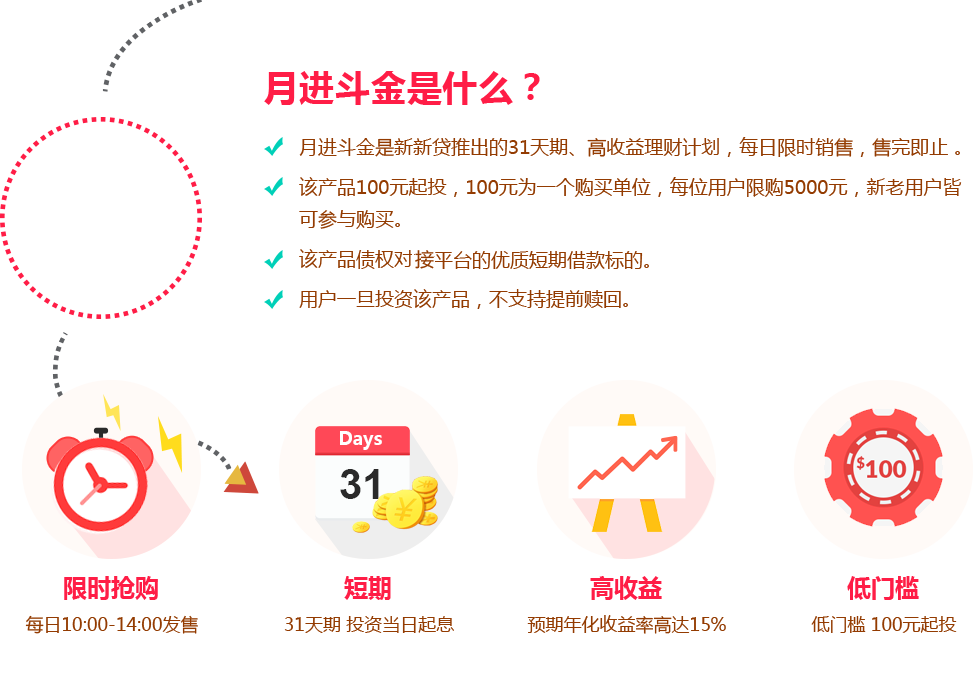 月进斗金是什么？
月进斗金是新新贷推出的31天期、高收益理财计划，每日限时销售，售完即止 。
该产品100元起投，100元为一个购买单位，每位用户限购5000元，新老用户皆
可参与购买。
该产品债权对接平台的优质短期借款标的。
用户一旦投资该产品，不支持提前赎回。
Days
31
$100
限时抢购
短期
高收益
低门槛
每日10:00-14:00发售
31天期 投资当日起息
预期年化收益率高达15%
低门槛 100元起投